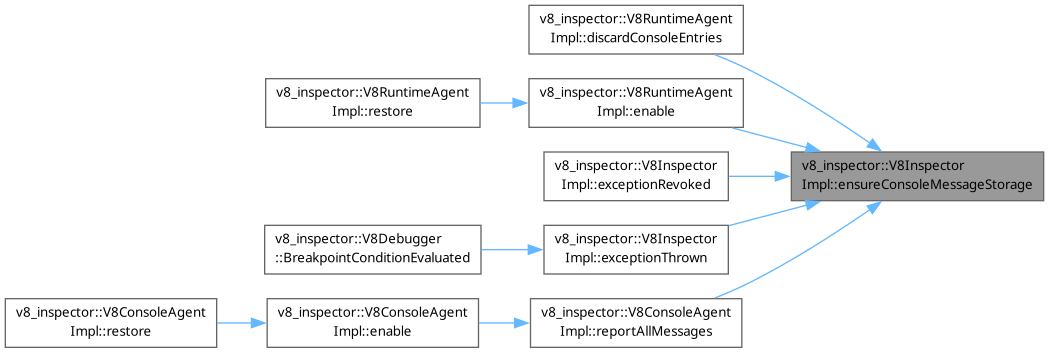 v8_inspector::V8RuntimeAgent
Impl::discardConsoleEntries
v8_inspector::V8RuntimeAgent
Impl::restore
v8_inspector::V8RuntimeAgent
Impl::enable
v8_inspector::V8Inspector
Impl::exceptionRevoked
v8_inspector::V8Inspector
Impl::ensureConsoleMessageStorage
v8_inspector::V8Debugger
::BreakpointConditionEvaluated
v8_inspector::V8Inspector
Impl::exceptionThrown
v8_inspector::V8ConsoleAgent
Impl::restore
v8_inspector::V8ConsoleAgent
Impl::enable
v8_inspector::V8ConsoleAgent
Impl::reportAllMessages